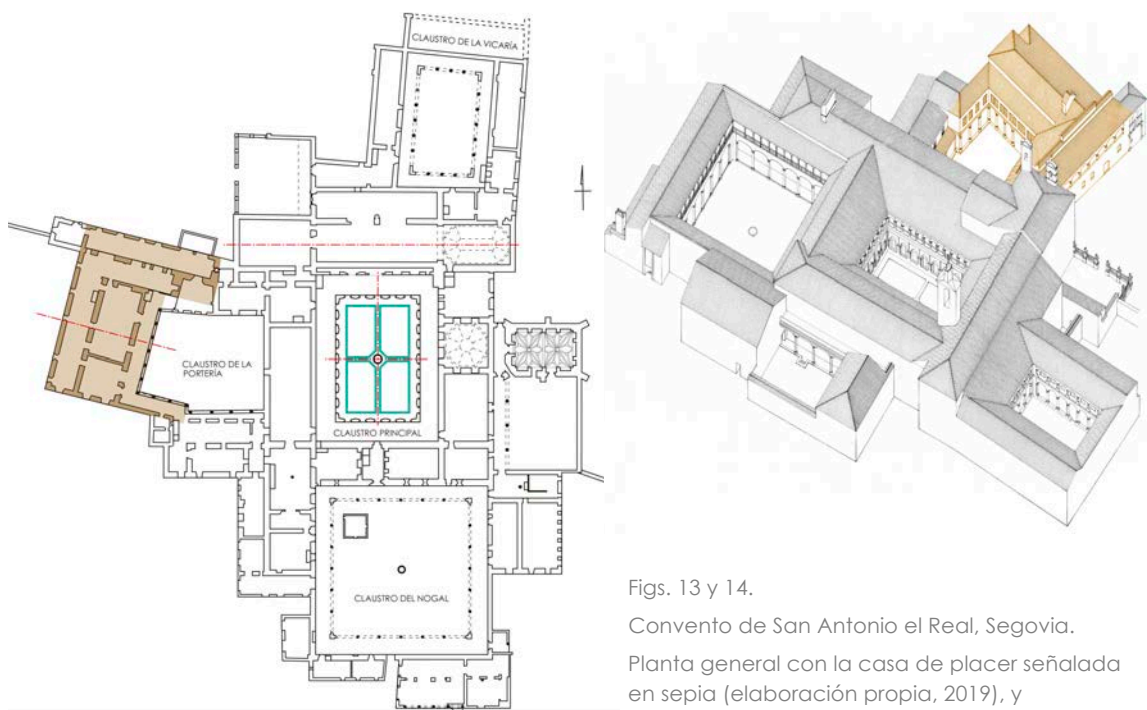 CLAUSTRO DE LA VICARÍA
CLAUSTRO DE LA
PORTERÍA
CLAUSTRO PRINCIPAL
CLAUSTRO DEL NOGAL
Figs. 13 y 14.
Convento de San Antonio el Real, Segovia.
Planta general con la casa de placer señalada
en sepia (elaboración propia, 2019), y